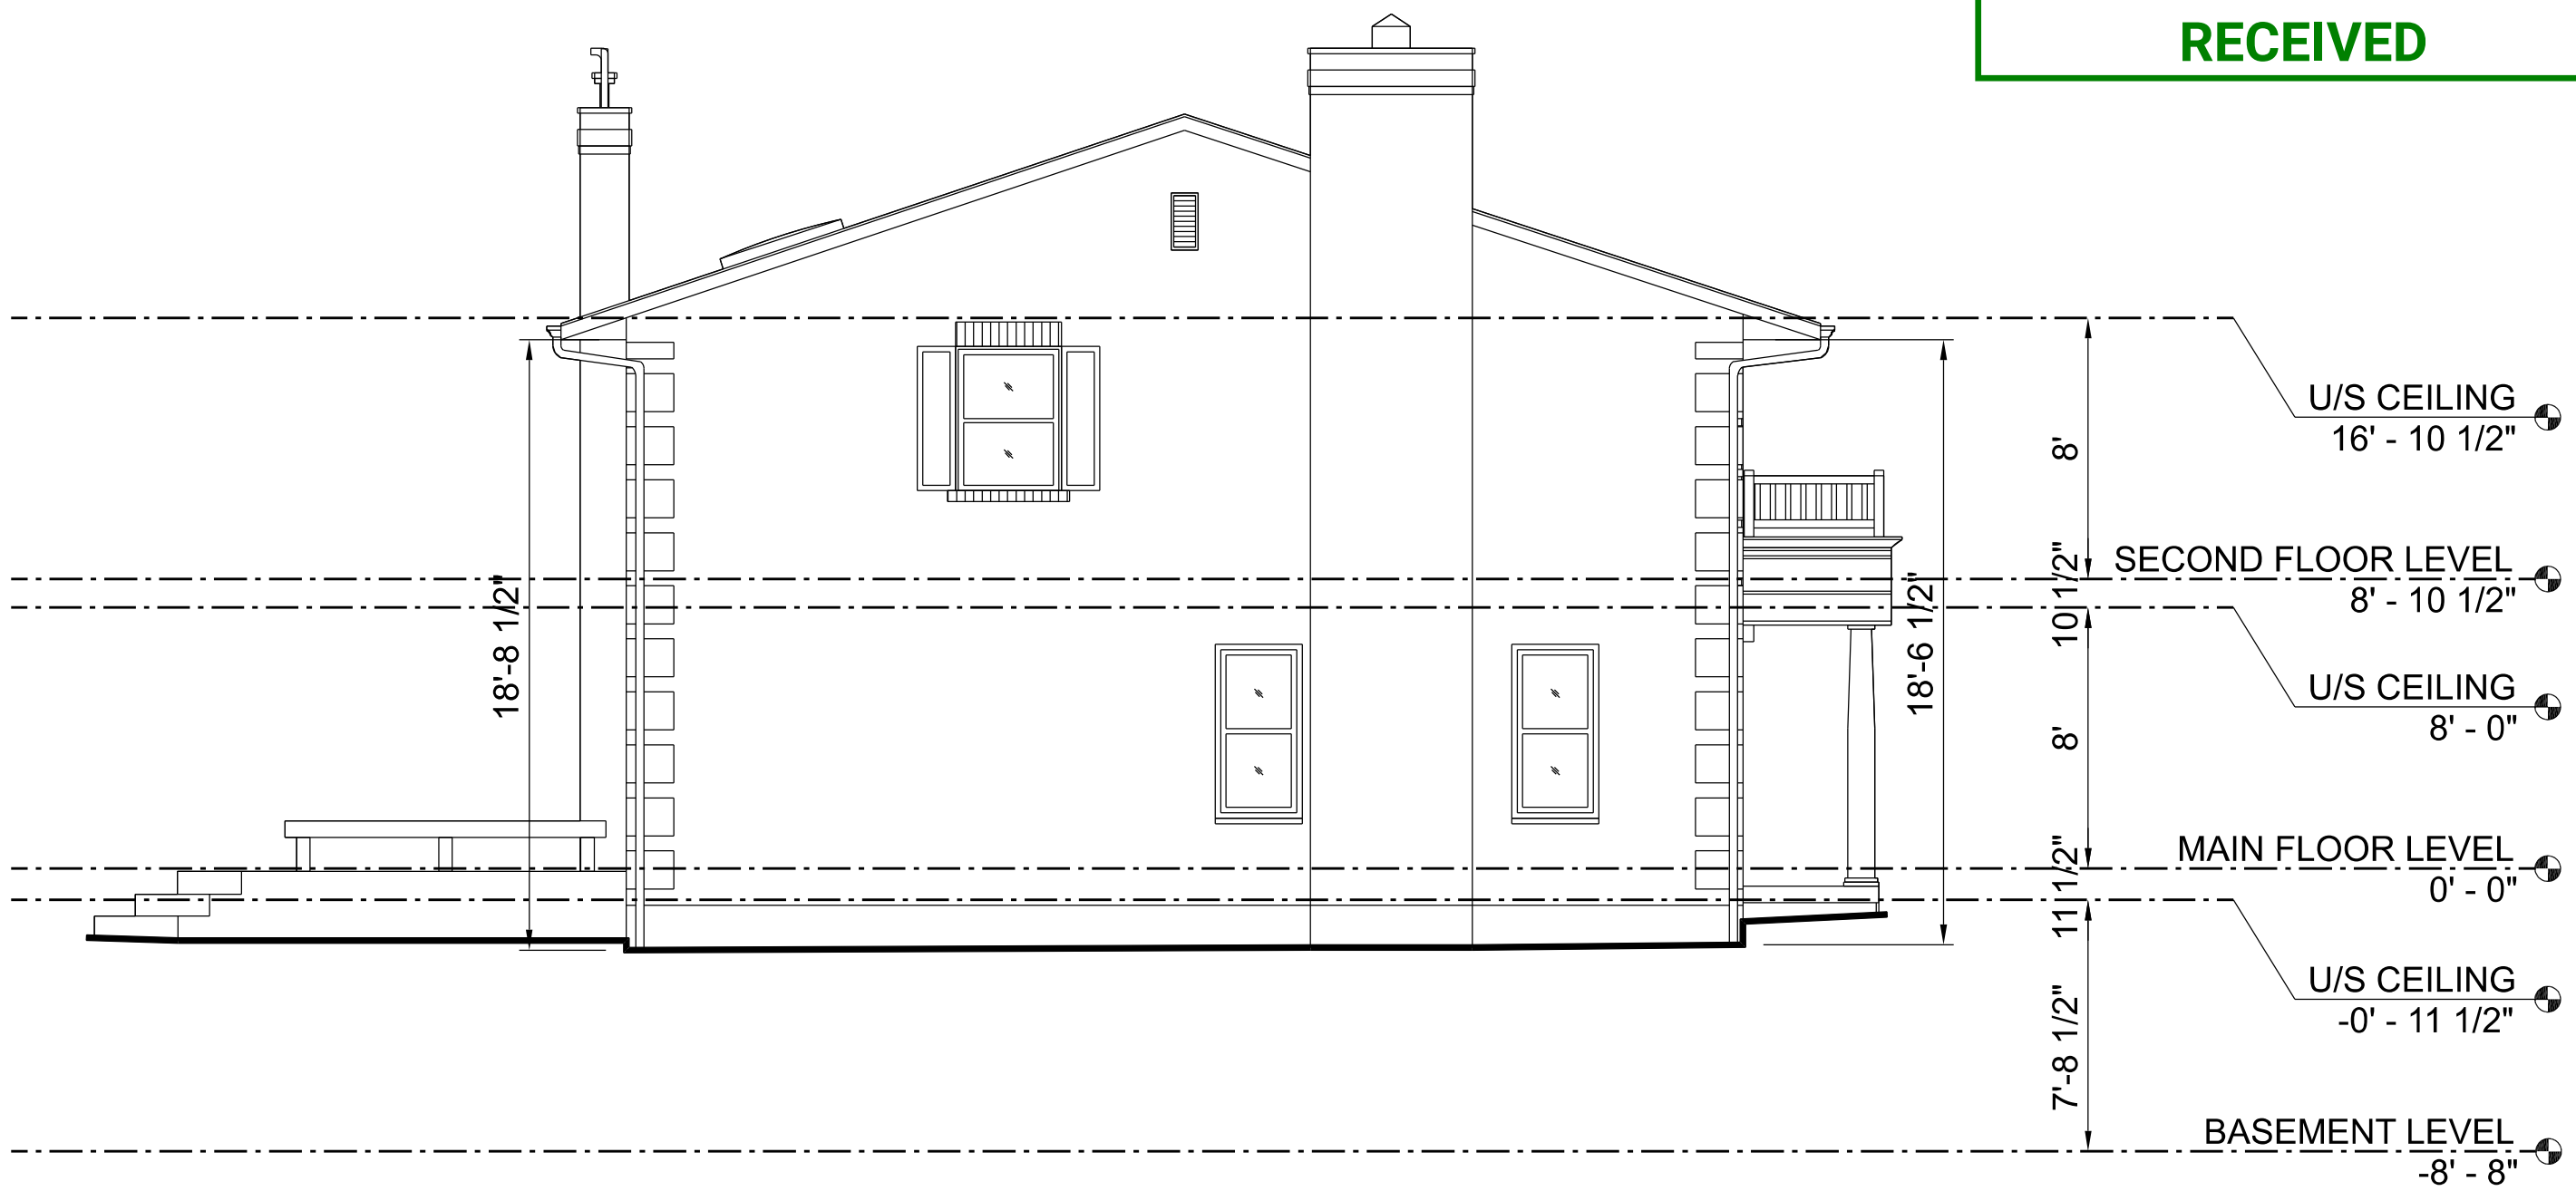 RECEIVED
U/S CEILING
16' - 10 1/2"
8'
SECOND FLOOR LEVEL
8' - 10 1/2"
10 1/2"
18'-8 1/2"
18'-6 1/2"
U/S CEILING
8' - 0"
8'
MAIN FLOOR LEVEL
0' - 0"
11 1/2"
U/S CEILING
-0' - 11 1/2"
7'-8 1/2"
BASEMENT LEVEL
-8' - 8"